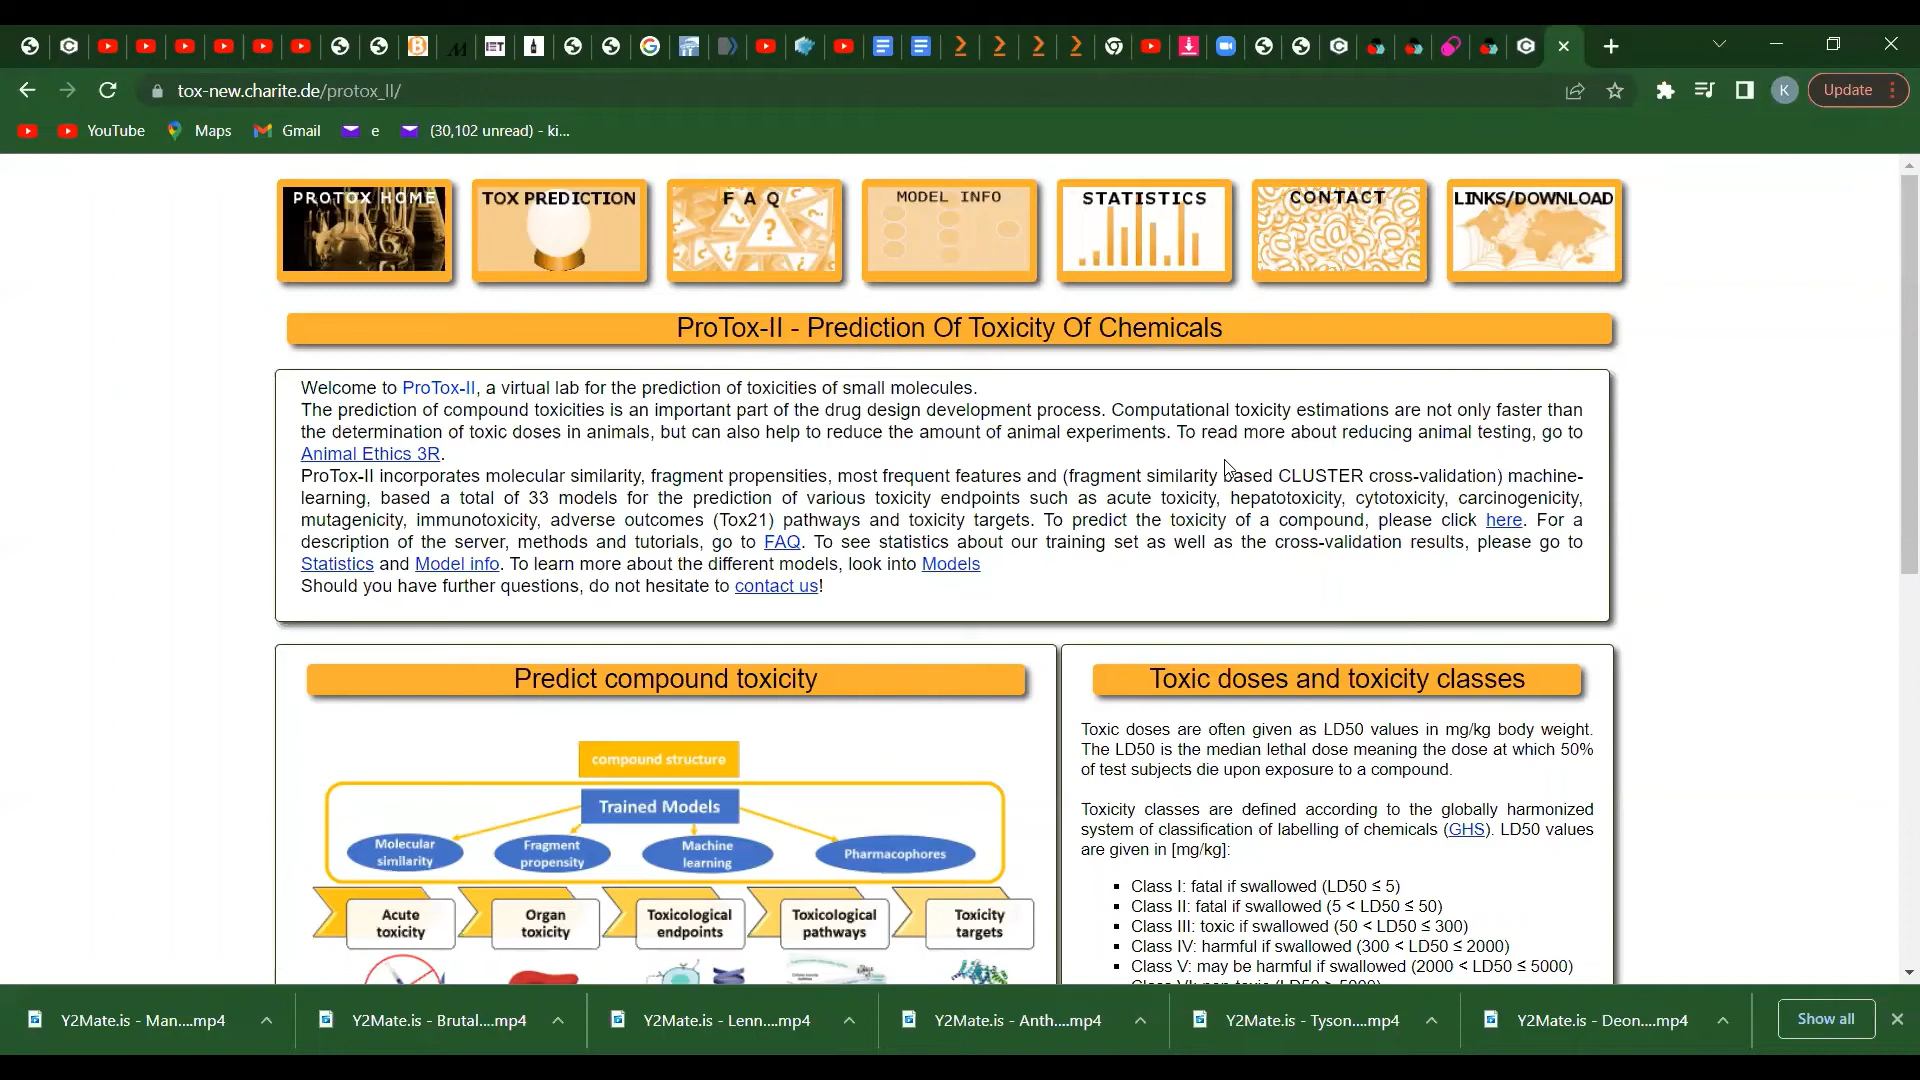 tox-new.charite.de/protox_II/
K
Update
YouTube
Maps
Gmail
e
(30,102 unread) - ki...
PROTOX HOME
TOX PREDICTION
F A Q
MODEL INFO
STATISTICS
CONTACT
LINKS/DOWNLOAD
ProTox-II - Prediction Of Toxicity Of Chemicals
Welcome to ProTox-II, a virtual lab for the prediction of toxicities of small molecules.
The prediction of compound toxicities is an important part of the drug design development process. Computational toxicity estimations are not only faster than
the determination of toxic doses in animals, but can also help to reduce the amount of animal experiments. To read more about reducing animal testing, go to
Animal Ethics 3R.
ProTox-II incorporates molecular similarity, fragment propensities, most frequent features and (fragment similarity based CLUSTER cross-validation) machine-
learning, based a total of 33 models for the prediction of various toxicity endpoints such as acute toxicity, hepatotoxicity, cytotoxicity, carcinogenicity,
mutagenicity, immunotoxicity, adverse outcomes (Tox21) pathways and toxicity targets. To predict the toxicity of a compound, please click here. For a
description of the server, methods and tutorials, go to FAQ. To see statistics about our training set as well as the cross-validation results, please go to
Statistics and Model info. To learn more about the different models, look into Models
Should you have further questions, do not hesitate to contact us!
Predict compound toxicity
compound structure
Trained Models
Molecular
similarity
Fragment
propensity
Machine
learning
Pharmacophores
Acute
toxicity
Organ
toxicity
Toxicological
endpoints
Toxicological
pathways
Toxicity
targets
Toxic doses and toxicity classes
Toxic doses are often given as LD50 values in mg/kg body weight.
The LD50 is the median lethal dose meaning the dose at which 50%
of test subjects die upon exposure to a compound.
Toxicity classes are defined according to the globally harmonized
system of classification of labelling of chemicals (GHS). LD50 values
are given in [mg/kg]:
Class I: fatal if swallowed (LD50 ≤ 5)
Class II: fatal if swallowed (5 < LD50 ≤ 50)
Class III: toxic if swallowed (50 < LD50 ≤ 300)
Class IV: harmful if swallowed (300 < LD50 ≤ 2000)
Class V: may be harmful if swallowed (2000 < LD50 ≤ 5000)
Class VI: non-toxic (LD50 > 5000)
Y2Mate.is - Man....mp4
Y2Mate.is - Brutal....mp4
Y2Mate.is - Lenn....mp4
Y2Mate.is - Anth....mp4
Y2Mate.is - Tyson....mp4
Y2Mate.is - Deon....mp4
Show all